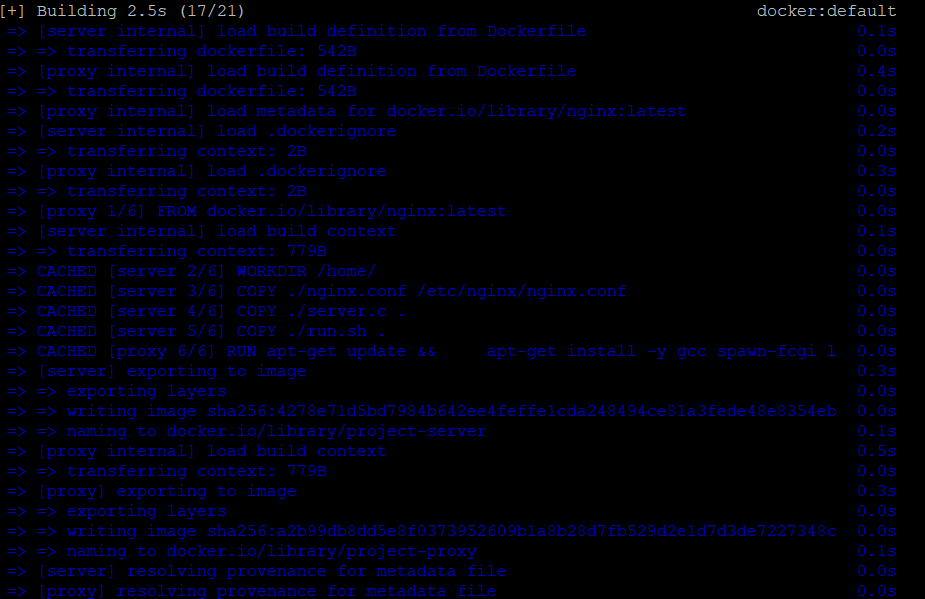 [+] Building 2.5s (17/21) docker:default
=> [server internal] load build definition from Dockerfile 0.1s
=> => transferring dockerfile: 542B 0.0s
=> [proxy internal] load build definition from Dockerfile 0.4s
=> => transferring dockerfile: 542B 0.0s
=> [proxy internal] load metadata for docker.io/library/nginx:latest 0.0s
=> [server internal] load .dockerignore 0.2s
=> => transferring context: 2B 0.0s
=> [proxy internal] load .dockerignore 0.3s
=> => transferring context: 2B 0.0s
=> [proxy 1/6] FROM docker.io/library/nginx:latest 0.0s
=> [server internal] load build context 0.1s
=> => transferring context: 779B 0.0s
=> CACHED [server 2/6] WORKDIR /home/ 0.0s
=> CACHED [server 3/6] COPY ./nginx.conf /etc/nginx/nginx.conf 0.0s
=> CACHED [server 4/6] COPY ./server.c . 0.0s
=> CACHED [server 5/6] COPY ./run.sh . 0.0s
=> CACHED [proxy 6/6] RUN apt-get update && apt-get install -y gcc spawn-fcgi l 0.0s
=> [server] exporting to image 0.3s
=> => exporting layers 0.0s
=> => writing image sha256:4278e71d5bd7984b642ee4feffe1cda248494ce81a3fede48e8354eb 0.0s
=> => naming to docker.io/library/project-server 0.1s
=> [proxy internal] load build context 0.5s
=> => transferring context: 779B 0.0s
=> [proxy] exporting to image 0.3s
=> => exporting layers 0.0s
=> => writing image sha256:a2b99db8dd5e8f0373952609b1a8b28d7fb529d2e1d7d3de7227348c 0.0s
=> => naming to docker.io/library/project-proxy 0.1s
=> [server] resolving provenance for metadata file 0.0s
=> [proxy] resolving provenance for metadata file 0.0s